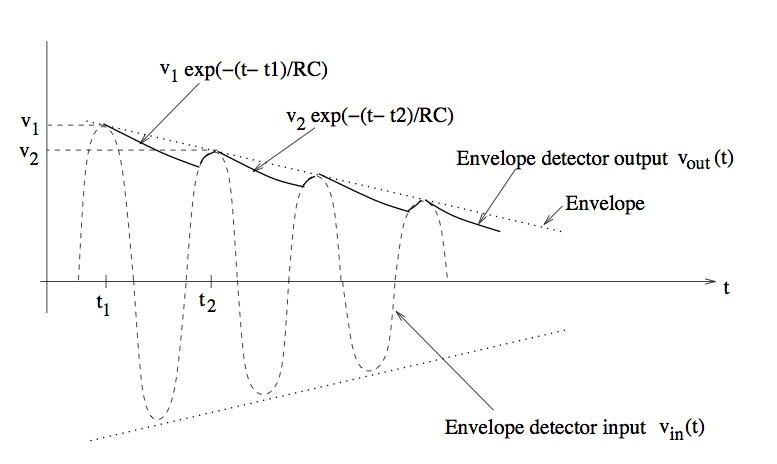 v1 exp(−(t− t1)/RC)
v2 exp(−(t− t2)/RC)
v1
v2
Envelope detector output vout(t)
Envelope
t1
t2
t
Envelope detector input vin(t)